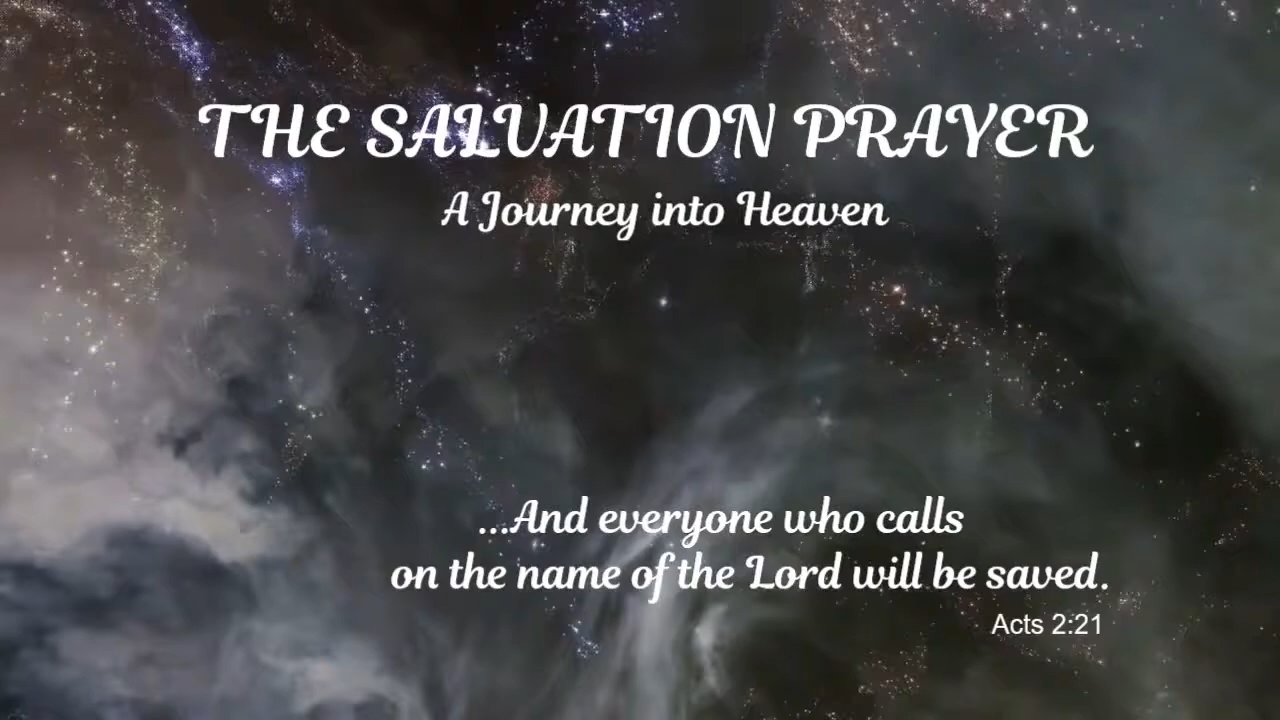 THE SALVATION PRAYER
A Journey into Heaven
...And everyone who calls
on the name of the Lord will be saved.
Acts 2:21